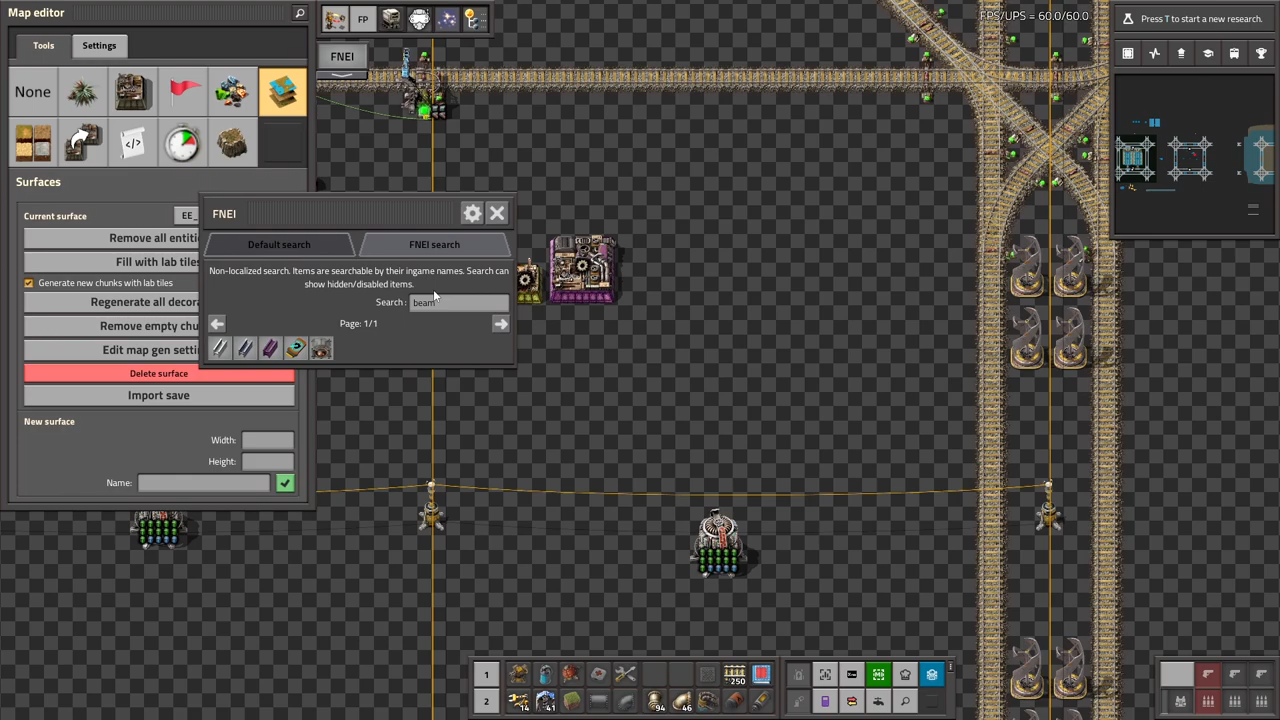 Map editor
FP
FPS/UPS = 60.0/60.0
Press T to start a new research.
Tools
Settings
FNEI
None
Surfaces
Current surface
EE_
Remove all entiti
Fill with lab tiles
Generate new chunks with lab tiles
Regenerate all decora
Remove empty chu
Edit map gen setti
Delete surface
Import save
New surface
Width:
Height:
Name:
FNEI
Default search
FNEI search
Non-localized search. Items are searchable by their ingame names. Search can
show hidden/disabled items.
Search:
beam
Page: 1/1
1
250
2
14
41
94
46